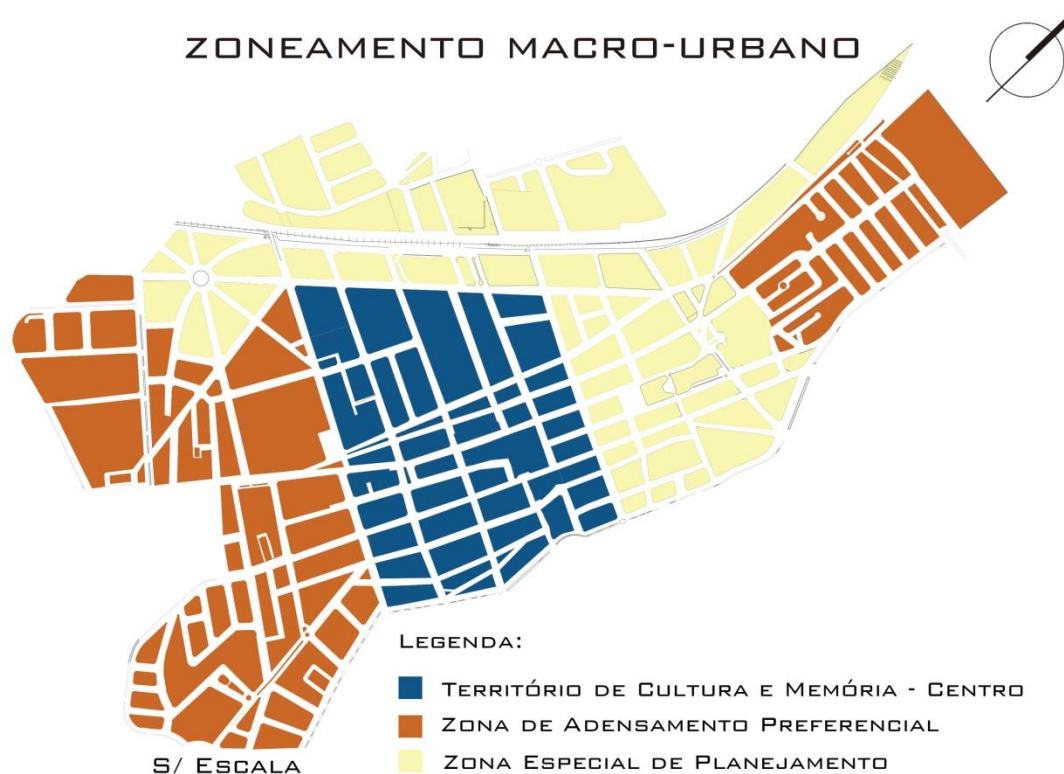 ZONEAMENTO MACRO-URBANO
LEGENDA:
TERRITÓRIO DE CULTURA E MEMÓRIA - CENTRO
ZONA DE ADENSAMENTO PREFERENCIAL
ZONA ESPECIAL DE PLANEJAMENTO
S/ ESCALA